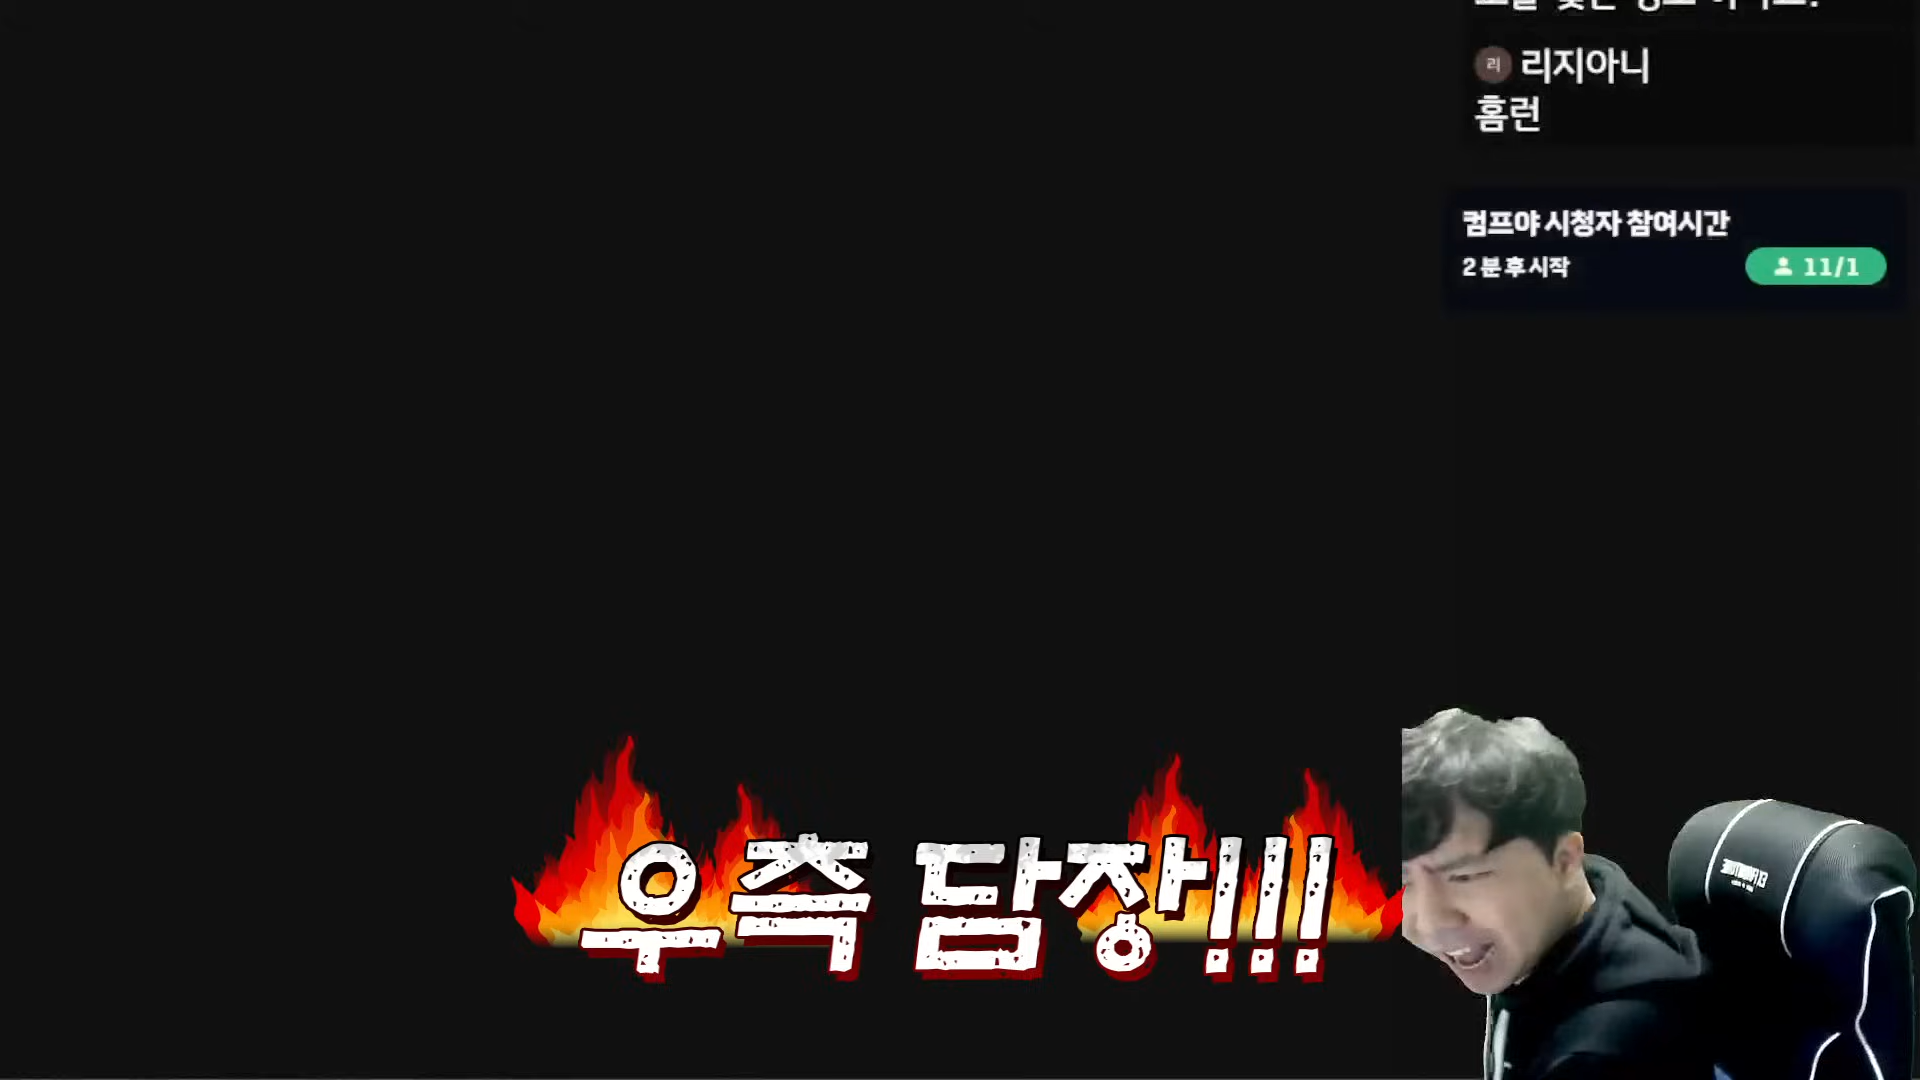 리 리지아니
홈런
컴프야 시청자 참여시간
2분 후 시작
11/1
우측 담장!!!